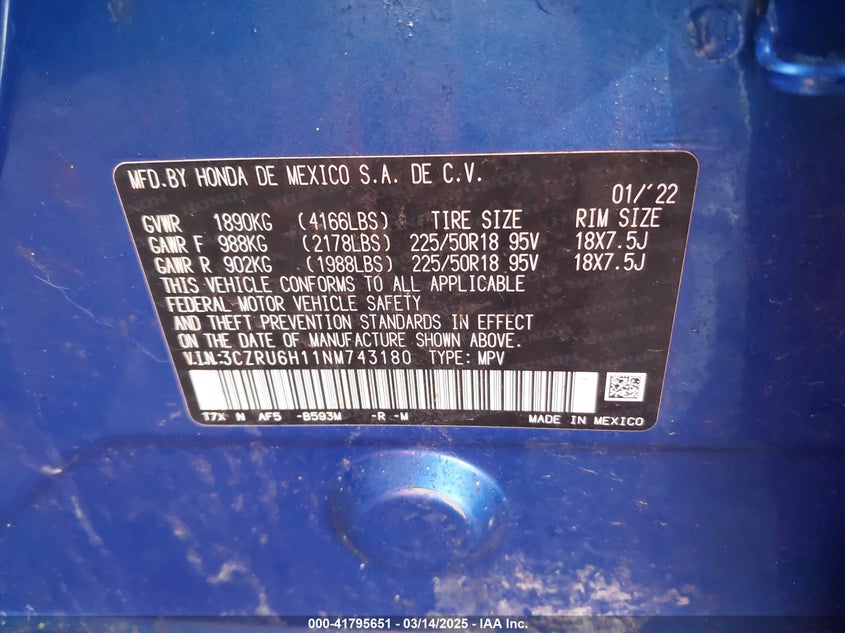 MFD.BY HONDA DE MEXICO S.A. DE C.V.
01/'22
GVWR 1890KG (4166LBS) TIRE SIZE RIM SIZE
GAWR F 988KG (2178LBS) 225/50R18 95V 18X7.5J
GAWR R 902KG (1988LBS) 225/50R18 95V 18X7.5J
THIS VEHICLE CONFORMS TO ALL APPLICABLE
FEDERAL MOTOR VEHICLE SAFETY
AND THEFT PREVENTION STANDARDS IN EFFECT
ON THE DATE OF MANUFACTURE SHOWN ABOVE.
V.I.N:3CZRU6H11NM743180 TYPE: MPV
T7X N AF5 -B593M -R -M
MADE IN MEXICO
000-41795651 - 03/14/2025 - IAA Inc.